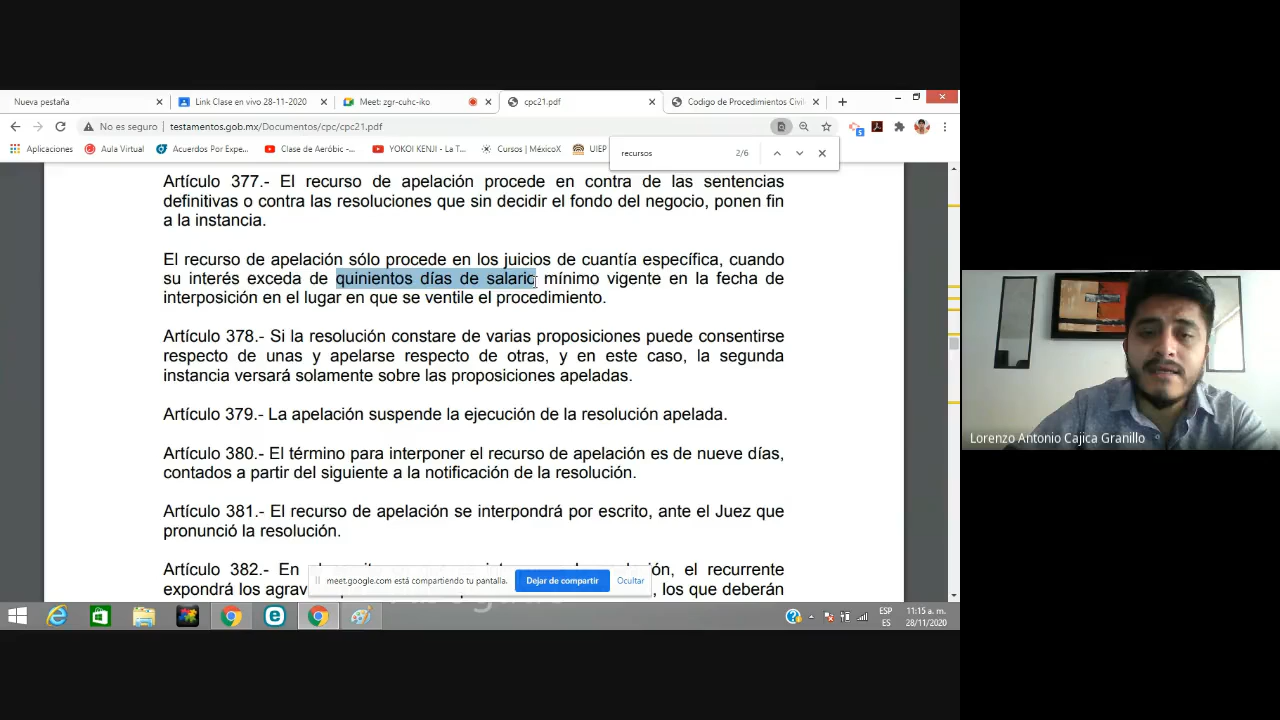 Nueva pestaña
Link Clase en vivo 28-11-2020
Meet: zgr-cuhc-iko
cpc21.pdf
Codigo de Procedimientos Civil
No es seguro
testamentos.gob.mx/Documentos/cpc/cpc21.pdf
Aplicaciones
Aula Virtual
Acuerdos Por Expe...
Clase de Aeróbic -...
YOKOI KENJI - La T...
Cursos | MéxicoX
UIEP
recursos 2/6
Artículo 377.- El recurso de apelación procede en contra de las sentencias
definitivas o contra las resoluciones que sin decidir el fondo del negocio, ponen fin
a la instancia.
El recurso de apelación sólo procede en los juicios de cuantía específica, cuando
su interés exceda de quinientos días de salario mínimo vigente en la fecha de
interposición en el lugar en que se ventile el procedimiento.
Artículo 378.- Si la resolución constare de varias proposiciones puede consentirse
respecto de unas y apelarse respecto de otras, y en este caso, la segunda
instancia versará solamente sobre las proposiciones apeladas.
Artículo 379.- La apelación suspende la ejecución de la resolución apelada.
Artículo 380.- El término para interponer el recurso de apelación es de nueve días,
contados a partir del siguiente a la notificación de la resolución.
Artículo 381.- El recurso de apelación se interpondrá por escrito, ante el Juez que
pronunció la resolución.
Artículo 382.- En el recurrente
expondrá los los que deberán
meet.google.com está compartiendo tu pantalla.
Dejar de compartir
Ocultar
ESP
ES
11:15 a. m.
28/11/2020
Lorenzo Antonio Cajica Granillo